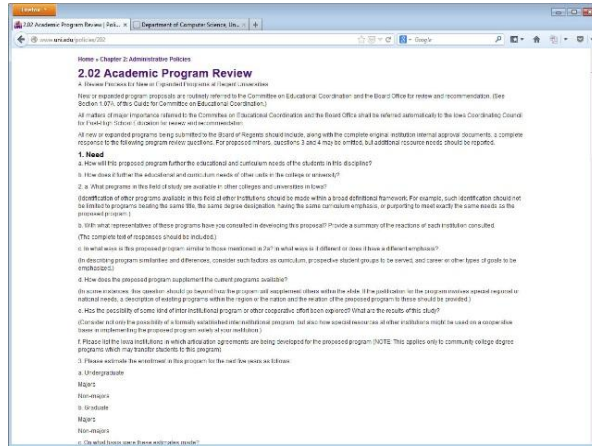 Firefox
2.02 Academic Program Review | Poli...
Department of Computer Science, Un...
www.uni.edu/policies/202
Google
Home » Chapter 2: Administrative Policies
2.02 Academic Program Review
A. Review Process for New or Expanded Programs at Regent Universities
New or expanded program proposals are routinely referred to the Committee on Educational Coordination and the Board Office for review and recommendation. (See
Section 1.07A, of this Guide for Committee on Educational Coordination.)
All matters of major importance referred to the Committee on Educational Coordination and the Board Office shall be referred automatically to the Iowa Coordinating Council
for Post-High School Education for review and recommendation.
All new or expanded programs being submitted to the Board of Regents should include, along with the complete original institution internal approval documents, a complete
response to the following program review questions. For proposed minors, questions 3 and 4 may be omitted, but additional resource needs should be reported.
1. Need
a. How will this proposed program further the educational and curriculum needs of the students in this discipline?
b. How does it further the educational and curriculum needs of other units in the college or university?
2. a. What programs in this field of study are available in other colleges and universities in Iowa?
(Identification of other programs available in this field at other institutions should be made within a broad definitional framework. For example, such identification should not
be limited to programs bearing the same title, the same degree designation, having the same curriculum emphasis, or purporting to meet exactly the same needs as the
proposed program.)
b. With what representatives of these programs have you consulted in developing this proposal? Provide a summary of the reactions of each institution consulted.
(The complete text of responses should be included.)
c. In what ways is this proposed program similar to those mentioned in 2a? In what ways is it different or does it have a different emphasis?
(In describing program similarities and differences, consider such factors as curriculum, prospective student groups to be served, and career or other types of goals to be
emphasized.)
d. How does the proposed program supplement the current programs available?
(In some instances, this question should go beyond how the program will supplement others within the state. If the justification for the program involves special regional or
national needs, a description of existing programs within the region or the nation and the relation of the proposed program to those should be provided.)
e. Has the possibility of some kind of inter-institutional program or other cooperative effort been explored? What are the results of this study?
(Consider not only the possibility of a formally established interinstitutional program, but also how special resources at other institutions might be used on a cooperative
basis in implementing the proposed program solely at your institution.)
f. Please list the Iowa institutions in which articulation agreements are being developed for the proposed program (NOTE: This applies only to community college degree
programs which may transfer students to this program)
3. Please estimate the enrollment in this program for the next five years as follows:
a. Undergraduate
Majors
Non-majors
b. Graduate
Majors
Non-majors
c. On what basis were these estimates made?